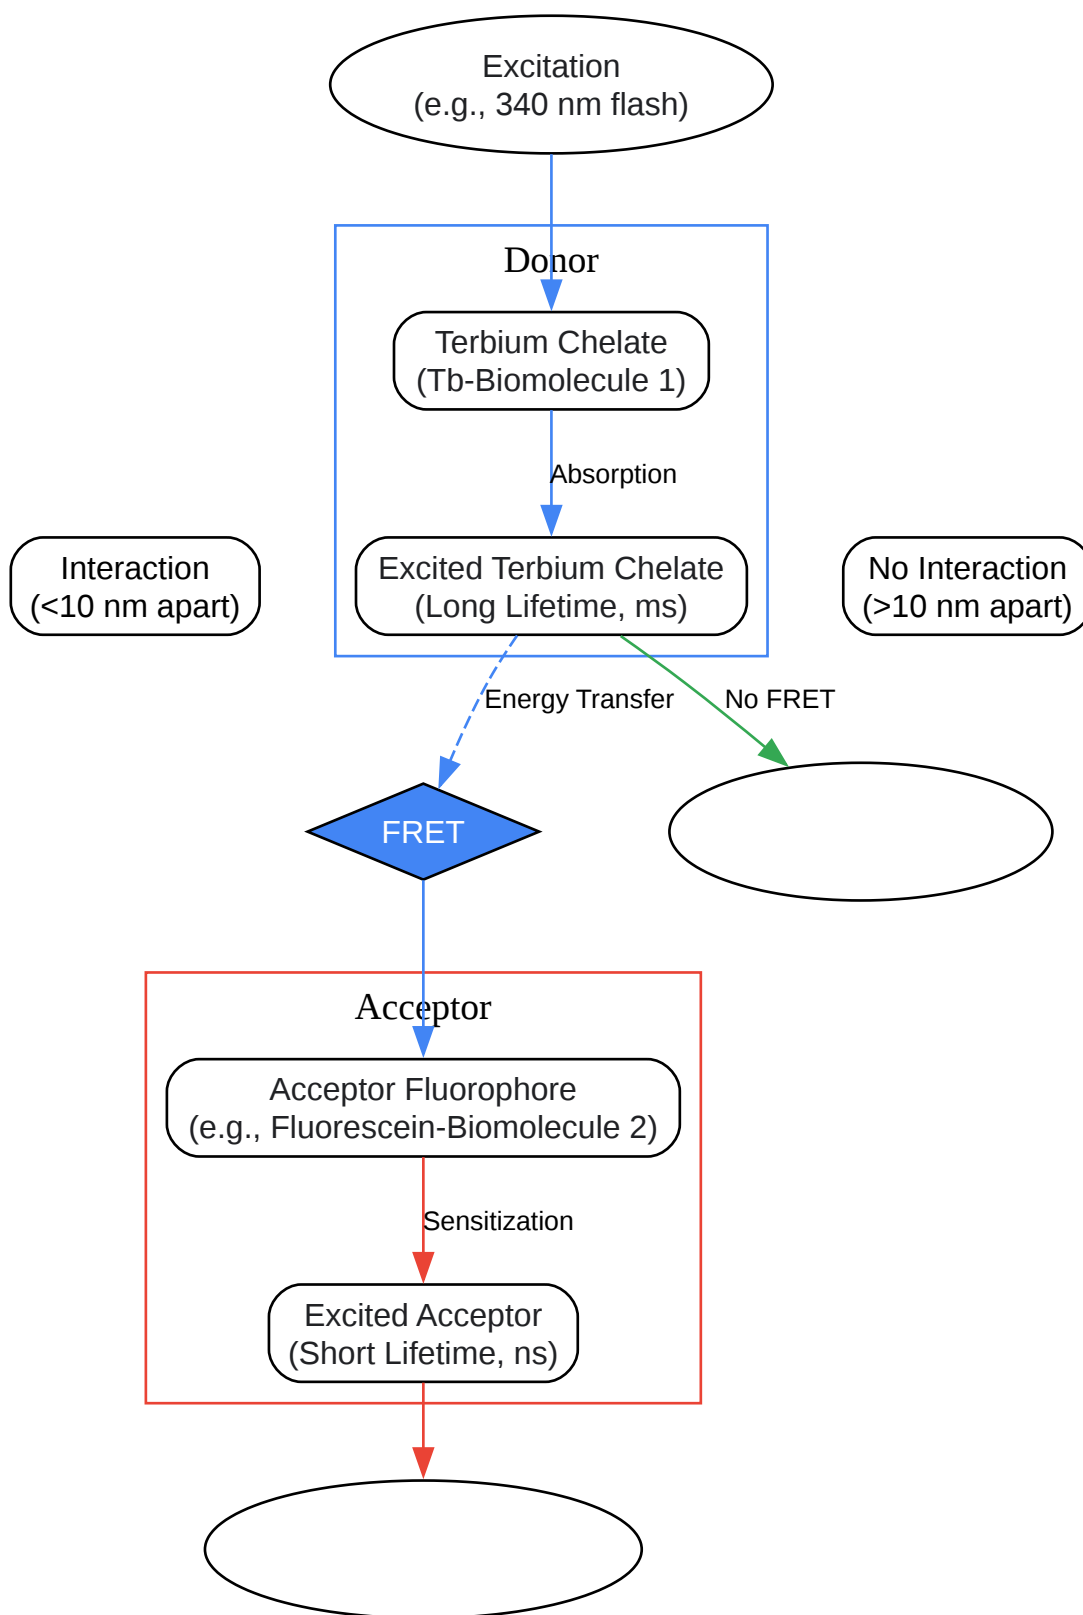 Excitation
(e.g., 340 nm flash)
Donor
Terbium Chelate
(Tb-Biomolecule 1)
Absorption
Interaction
(<10 nm apart)
Excited Terbium Chelate
(Long Lifetime, ms)
No Interaction
(>10 nm apart)
Energy Transfer
No FRET
FRET
Acceptor
Acceptor Fluorophore
(e.g., Fluorescein-Biomolecule 2)
Sensitization
Excited Acceptor
(Short Lifetime, ns)